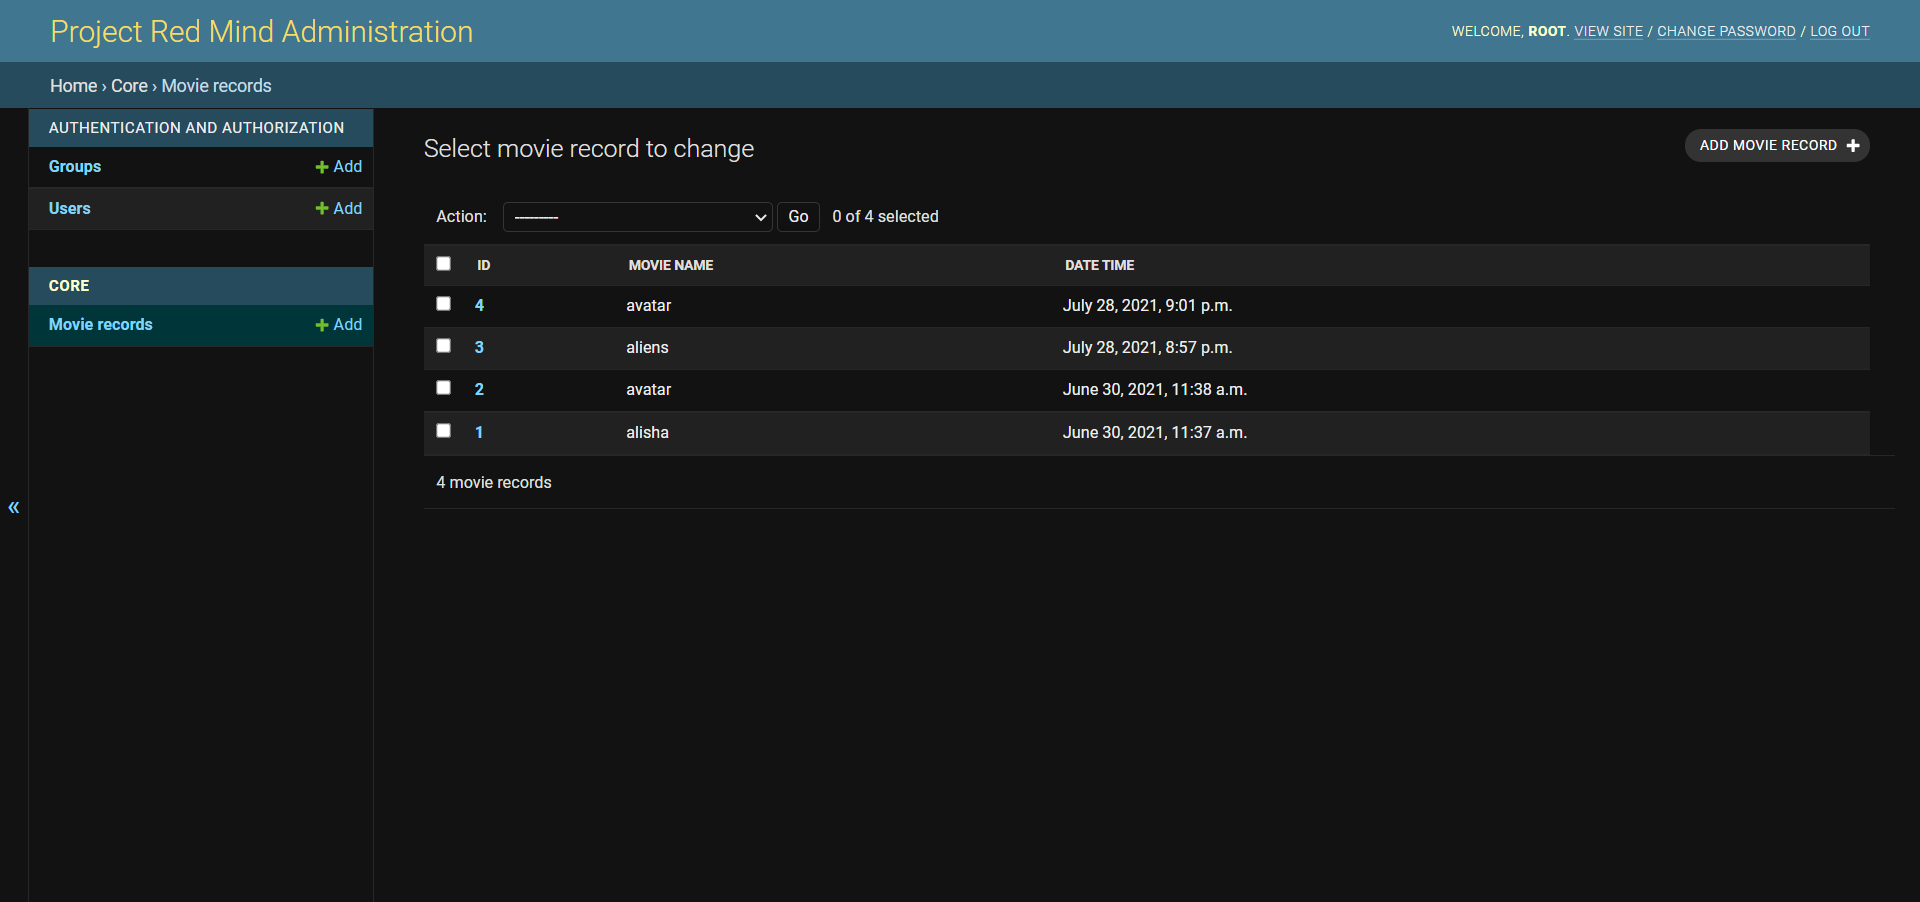 Project Red Mind Administration
WELCOME, ROOT. VIEW SITE / CHANGE PASSWORD / LOG OUT
Home › Core › Movie records
AUTHENTICATION AND AUTHORIZATION
Groups + Add
Users + Add
CORE
Movie records + Add
«
Select movie record to change
ADD MOVIE RECORD +
Action: --------- Go 0 of 4 selected
ID MOVIE NAME DATE TIME
4 avatar July 28, 2021, 9:01 p.m.
3 aliens July 28, 2021, 8:57 p.m.
2 avatar June 30, 2021, 11:38 a.m.
1 alisha June 30, 2021, 11:37 a.m.
4 movie records